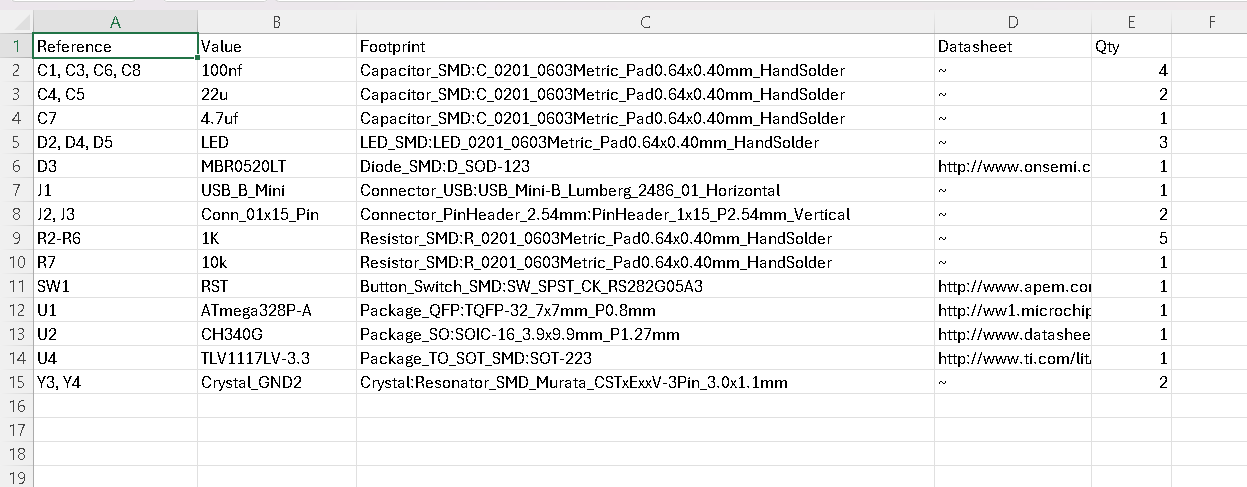 A B C D E F
1 Reference Value Footprint Datasheet Qty
2 C1, C3, C6, C8 100nf Capacitor_SMD:C_0201_0603Metric_Pad0.64x0.40mm_HandSolder ~ 4
3 C4, C5 22u Capacitor_SMD:C_0201_0603Metric_Pad0.64x0.40mm_HandSolder ~ 2
4 C7 4.7uf Capacitor_SMD:C_0201_0603Metric_Pad0.64x0.40mm_HandSolder ~ 1
5 D2, D4, D5 LED LED_SMD:LED_0201_0603Metric_Pad0.64x0.40mm_HandSolder ~ 3
6 D3 MBR0520LT Diode_SMD:D_SOD-123 http://www.onsemi.c 1
7 J1 USB_B_Mini Connector_USB:USB_Mini-B_Lumberg_2486_01_Horizontal ~ 1
8 J2, J3 Conn_01x15_Pin Connector_PinHeader_2.54mm:PinHeader_1x15_P2.54mm_Vertical ~ 2
9 R2-R6 1K Resistor_SMD:R_0201_0603Metric_Pad0.64x0.40mm_HandSolder ~ 5
10 R7 10k Resistor_SMD:R_0201_0603Metric_Pad0.64x0.40mm_HandSolder ~ 1
11 SW1 RST Button_Switch_SMD:SW_SPST_CK_RS282G05A3 http://www.apem.co 1
12 U1 ATmega328P-A Package_QFP:TQFP-32_7x7mm_P0.8mm http://ww1.microchip 1
13 U2 CH340G Package_SO:SOIC-16_3.9x9.9mm_P1.27mm http://www.datashee 1
14 U4 TLV1117LV-3.3 Package_TO_SOT_SMD:SOT-223 http://www.ti.com/lit/ 1
15 Y3, Y4 Crystal_GND2 Crystal:Resonator_SMD_Murata_CSTxExxV-3Pin_3.0x1.1mm ~ 2
16
17
18
19